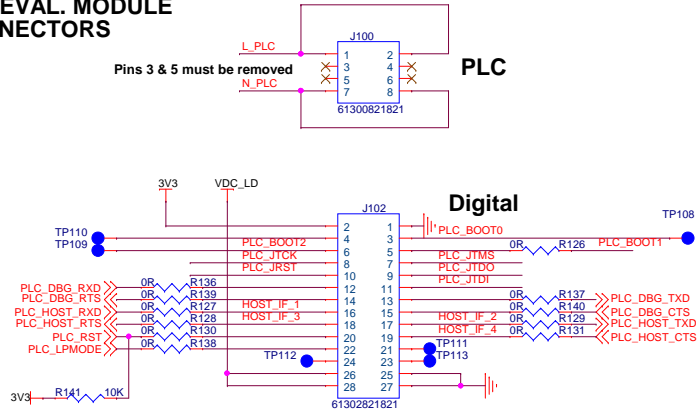 EVAL. MODULE
NECTORS
J100
L_PLC
1 2
Pins 3 & 5 must be removed 3 4 PLC
5 6
N_PLC 7 8
61300821821
3V3 VDC_LD
J102 Digital
TP108
2 1
TP110 4 3 PLC_BOOT0
TP109 PLC_BOOT2 6 5 0R R126 PLC_BOOT1
PLC_JTCK 8 7 PLC_JTMS
PLC_JRST 10 9 PLC_JTDO
PLC_DBG_RXD 0R R136 12 11 PLC_JTDI
PLC_DBG_RTS 0R R139 14 13 0R R137 PLC_DBG_TXD
PLC_HOST_RXD 0R R127 HOST_IF_1 16 15 0R R140 PLC_DBG_CTS
PLC_HOST_RTS 0R R128 HOST_IF_3 18 17 HOST_IF_2 0R R129 PLC_HOST_TXD
PLC_RST 0R R130 20 19 HOST_IF_4 0R R131 PLC_HOST_CTS
PLC_LPMODE 0R R138 22 21 TP111
TP112 24 23 TP113
26 25
3V3 R141 10K 28 27
61302821821